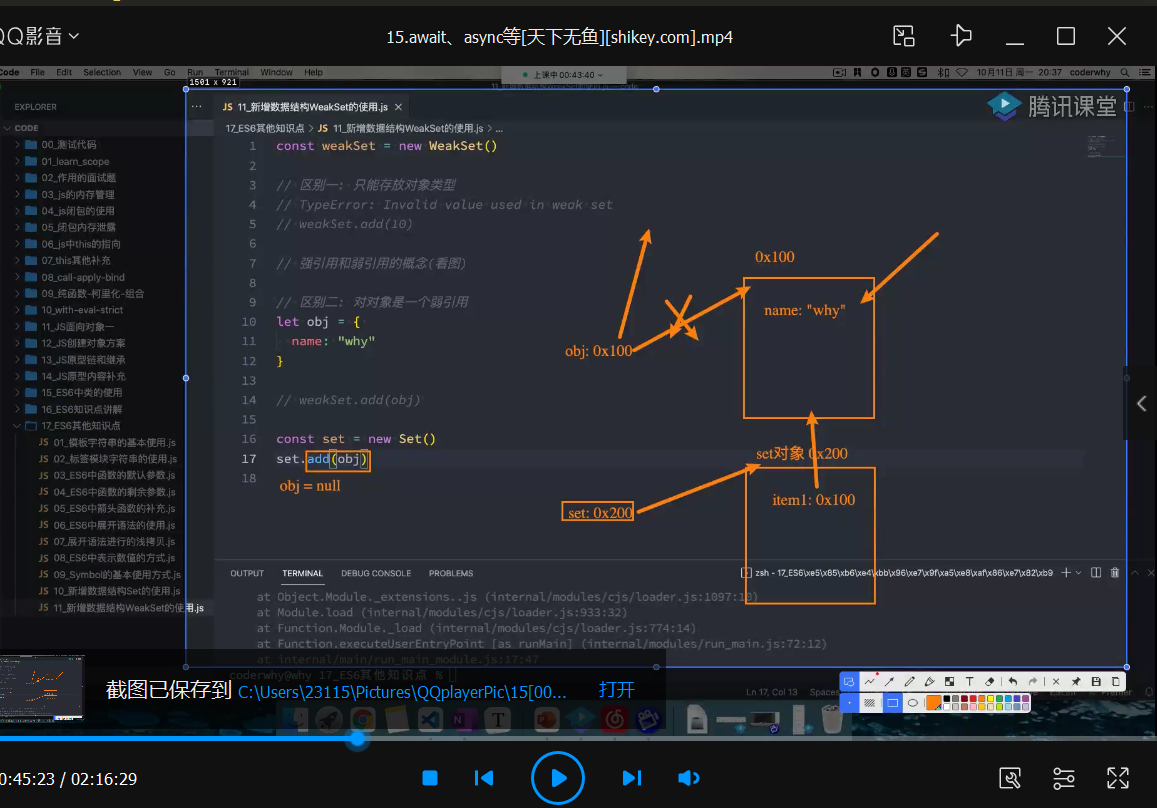 QQ影音
15.await、async等[天下无鱼][shikey.com].mp4
Code File Edit Selection View Go Run Terminal Window Help
上课中 00:43:40
10月11日 周一 20:37 coderwhy
1501 x 921
EXPLORER
JS 11_新增数据结构WeakSet的使用.js
腾讯课堂
CODE
17_ES6其他知识点 > JS 11_新增数据结构WeakSet的使用.js > ...
00_测试代码
01_learn_scope
02_作用的面试题
03_js的内存管理
04_js闭包的使用
05_闭包内存泄露
06_js中this的指向
07_this其他补充
08_call-apply-bind
09_纯函数-柯里化-组合
10_with-eval-strict
11_JS面向对象一
12_JS创建对象方案
13_JS原型链和继承
14_JS原型内容补充
15_ES6中类的使用
16_ES6知识点讲解
17_ES6其他知识点
JS 01_模板字符串的基本使用.js
JS 02_标签模块字符串的使用.js
JS 03_ES6中函数的默认参数.js
JS 04_ES6中函数的剩余参数.js
JS 05_ES6中箭头函数的补充.js
JS 06_ES6中展开语法的使用.js
JS 07_展开语法进行的浅拷贝.js
JS 08_ES6中表示数值的方式.js
JS 09_Symbol的基本使用方式.js
JS 10_新增数据结构Set的使用.js
JS 11_新增数据结构WeakSet的使用.js
1 const weakSet = new WeakSet()
2
3 // 区别一: 只能存放对象类型
4 // TypeError: Invalid value used in weak set
5 // weakSet.add(10)
6
7 // 强引用和弱引用的概念(看图)
8
9 // 区别二: 对对象是一个弱引用
10 let obj = {
11 name: "why"
12 }
13
14 // weakSet.add(obj)
15
16 const set = new Set()
17 set.add(obj)
18
obj = null
0x100
name: "why"
obj: 0x100
set对象 0x200
item1: 0x100
set: 0x200
OUTPUT TERMINAL DEBUG CONSOLE PROBLEMS
zsh - 17_ES6\xe5\x85\xb6\xe4\xbb\x96\xe7\x9f\xa5\xe8\xaf\x86\xe7\x82\xb9
at Object.Module._extensions..js (internal/modules/cjs/loader.js:1097:10)
at Module.load (internal/modules/cjs/loader.js:933:32)
at Function.Module._load (internal/modules/cjs/loader.js:774:14)
at Function.executeUserEntryPoint [as runMain] (internal/modules/run_main.js:72:12)
at internal/main/run_main_module.js:17:47
coderwhy@why 17_ES6其他知识点 %
截图已保存到 C:\Users\23115\Pictures\QQplayerPic\15[00... 打开
Ln 17, Col 13 Spaces
0:45:23 / 02:16:29